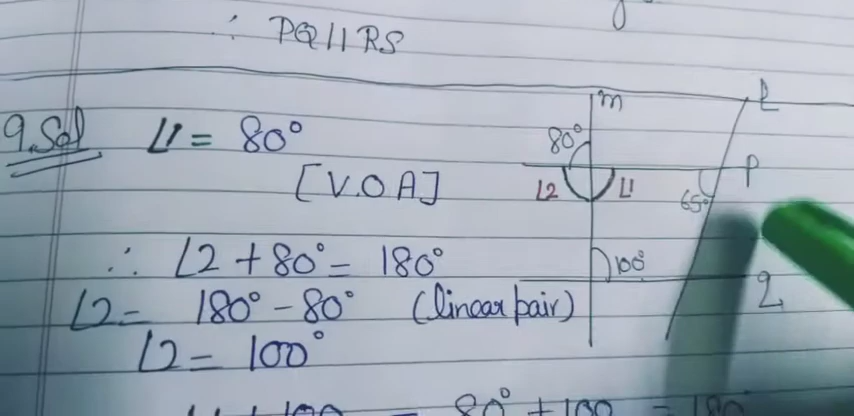 ∴ PQ || RS
9.Sol ∠1 = 80°
[V.O.A]
∴ ∠2 + 80° = 180°
∠2 = 180° - 80° (linear pair)
∠2 = 100°
m
80°
∠2
∠1
65°
P
100°